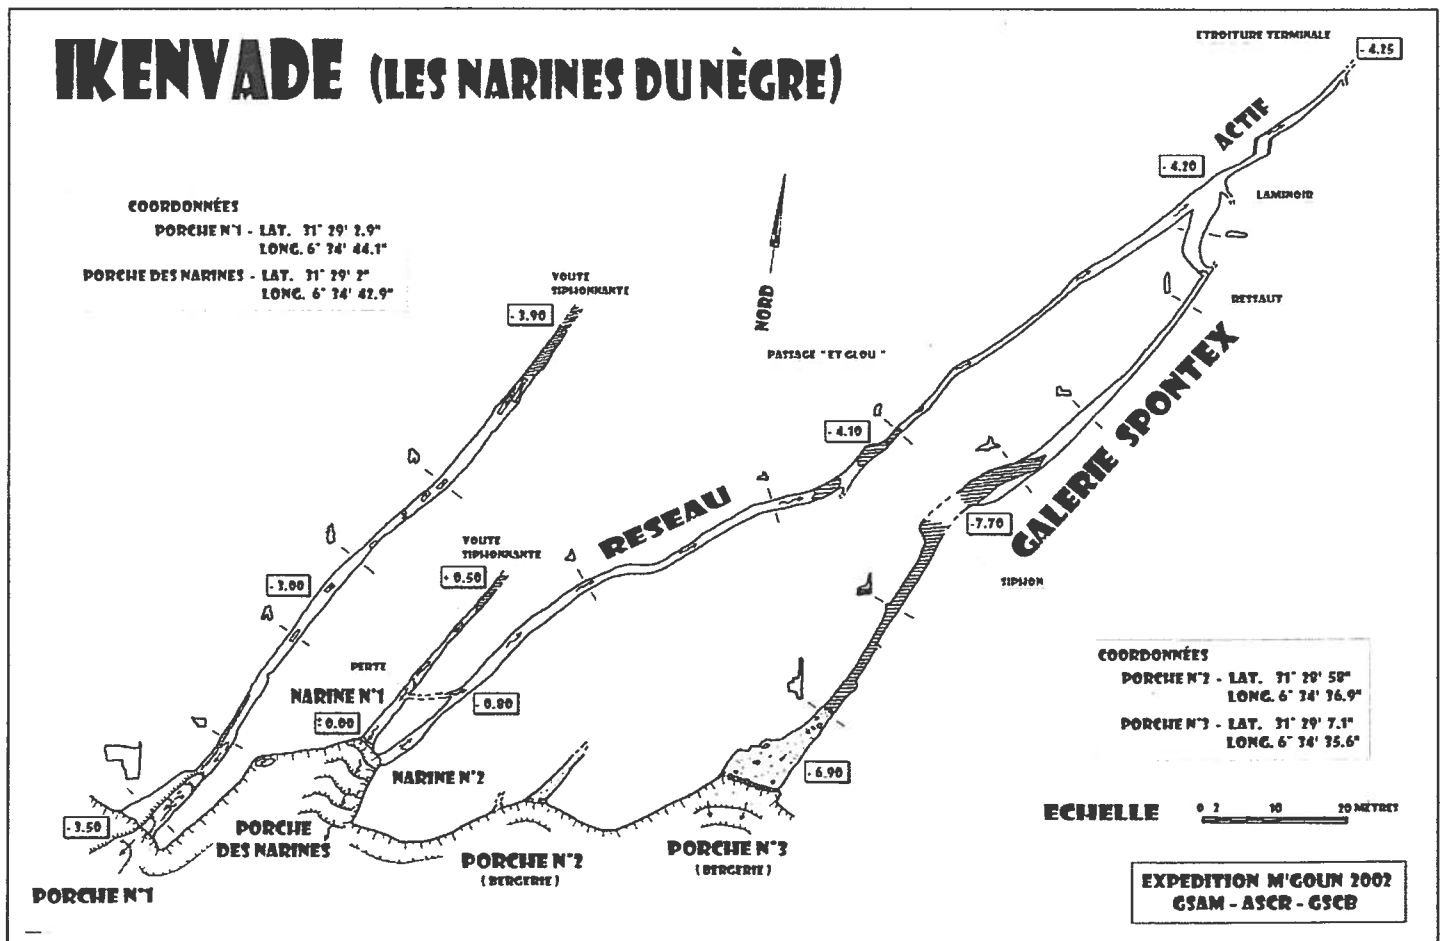 IKENVADE (LES NARINES DU NÈGRE)
ETROITURE TERMINALE
- 4.25
ACTIF
- 4.20
LAMINOIR
COORDONNÉES
PORCHE N°1 - LAT. 31° 29' 2.9"
LONG. 6° 34' 44.1"
PORCHE DES NARINES - LAT. 31° 29' 2"
LONG. 6° 34' 42.9"
NORD
VOUTE
SIPHONNANTE
- 3.90
RESSAUT
PASSAGE "ET GLOU"
GALERIE SPONTEX
- 4.10
RESEAU
- 7.70
SIPHON
VOUTE
SIPHONNANTE
+ 0.50
- 3.00
PERTE
NARINE N°1
± 0.00
- 0.80
NARINE N°2
COORDONNÉES
PORCHE N°2 - LAT. 31° 28' 58"
LONG. 6° 34' 36.9"
PORCHE N°3 - LAT. 31° 29' 7.1"
LONG. 6° 34' 35.6"
- 6.90
- 3.50
PORCHE
DES NARINES
PORCHE N°2
(BERGERIE)
PORCHE N°3
(BERGERIE)
PORCHE N°1
ECHELLE 0 2 10 20 METRES
EXPEDITION M'GOUN 2002
GSAM - ASCR - GSCB